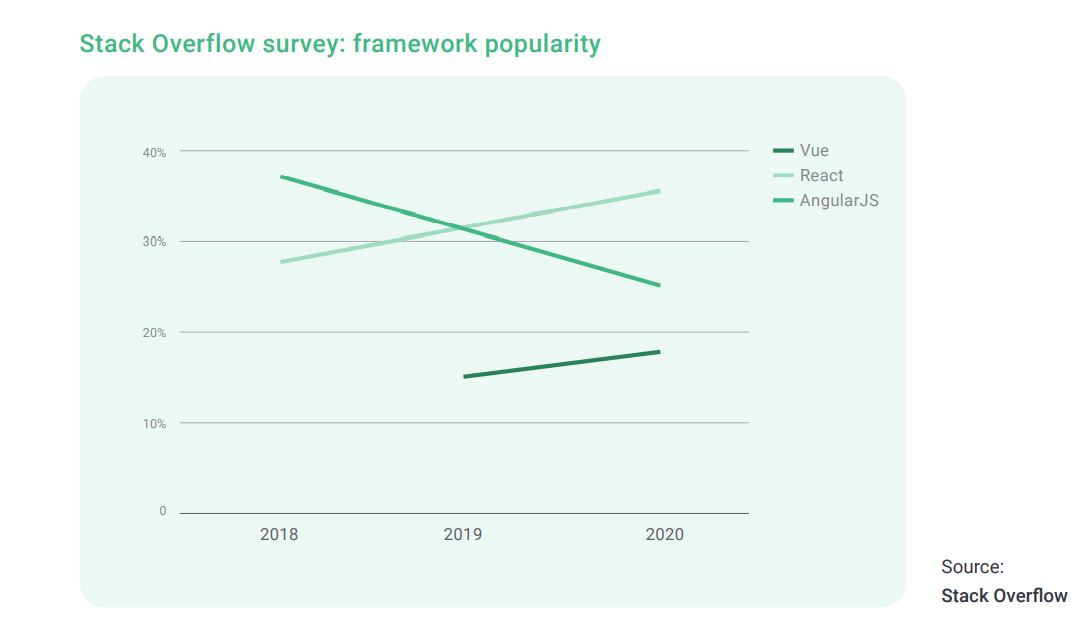 Stack Overflow survey: framework popularity
40%
30%
20%
10%
0
2018 2019 2020
Vue
React
AngularJS
Source:
Stack Overflow